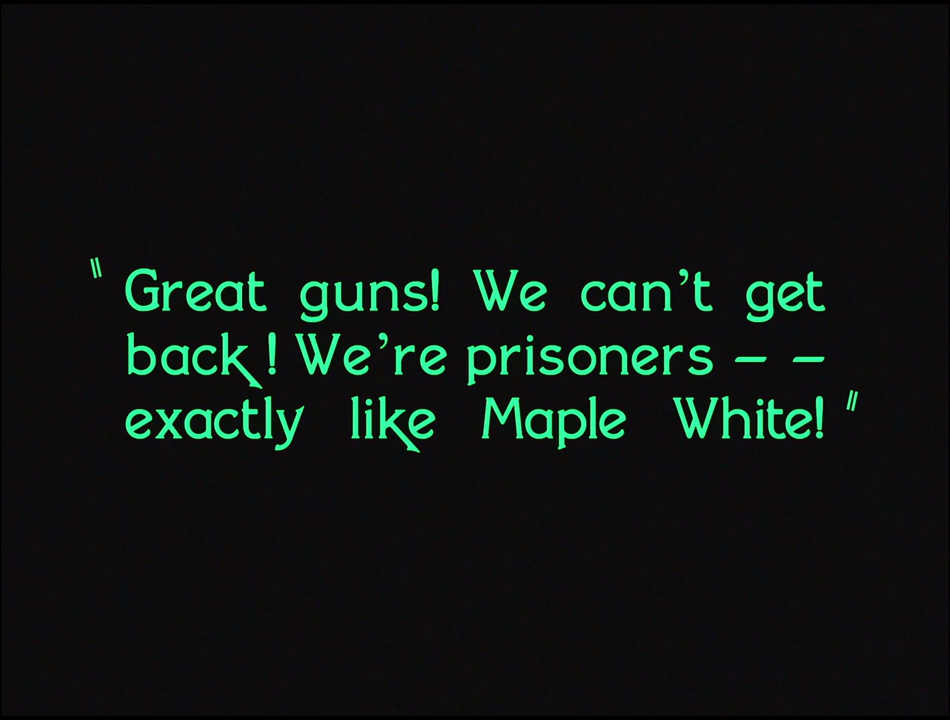 "Great guns! We can't get
back! We're prisoners – –
exactly like Maple White!"